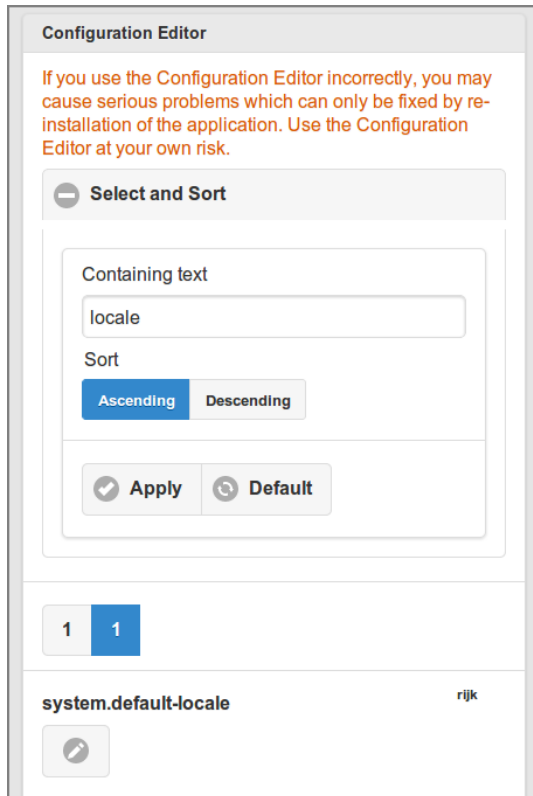 Configuration Editor
If you use the Configuration Editor incorrectly, you may
cause serious problems which can only be fixed by re-
installation of the application. Use the Configuration
Editor at your own risk.
Select and Sort
Containing text
locale
Sort
Ascending Descending
Apply Default
1 1
system.default-locale rijk